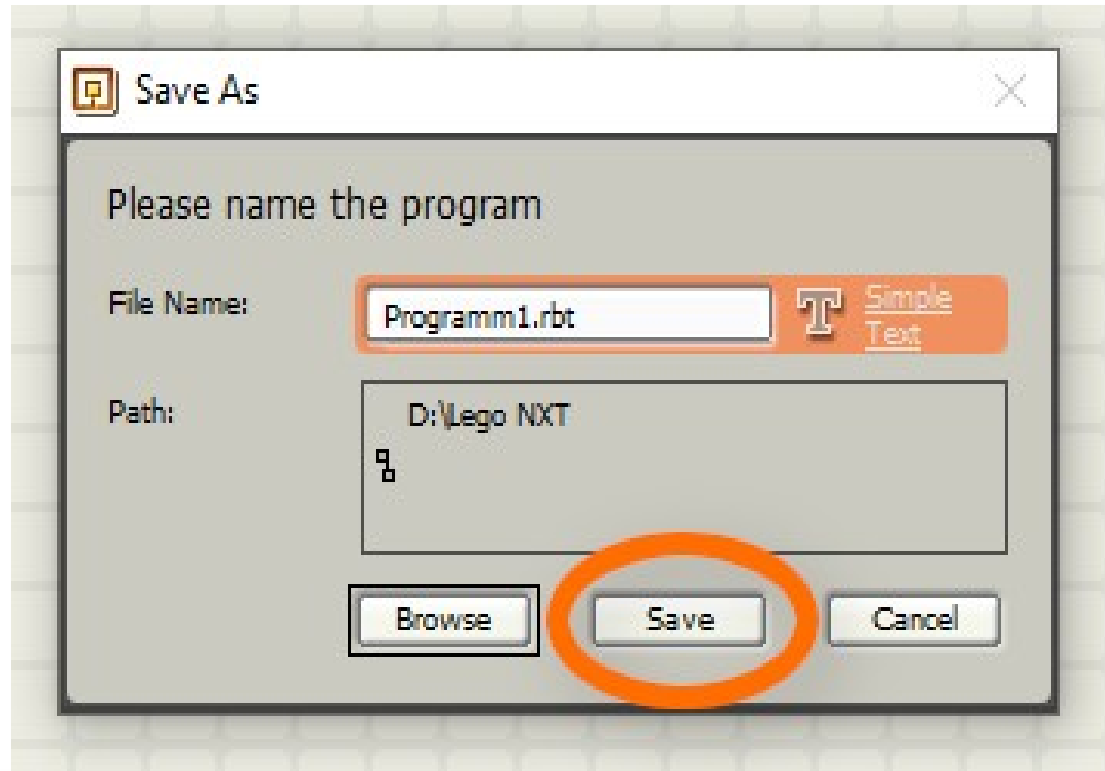 Save As
Please name the program
File Name:
Programm1.rbt
Simple
Text
Path:
D:\Lego NXT
Browse
Save
Cancel